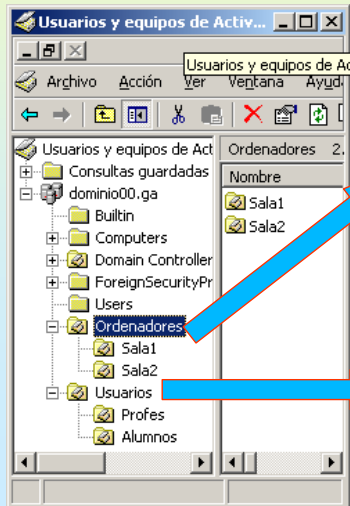 Usuarios y equipos de Activ...
Usuarios y equipos de Ac
Archivo Acción Ver Ventana Ayud
Usuarios y equipos de Act
Consultas guardadas
dominio00.ga
Builtin
Computers
Domain Controller
ForeignSecurityPr
Users
Ordenadores
Sala1
Sala2
Usuarios
Profes
Alumnos
Ordenadores 2.
Nombre
Sala1
Sala2